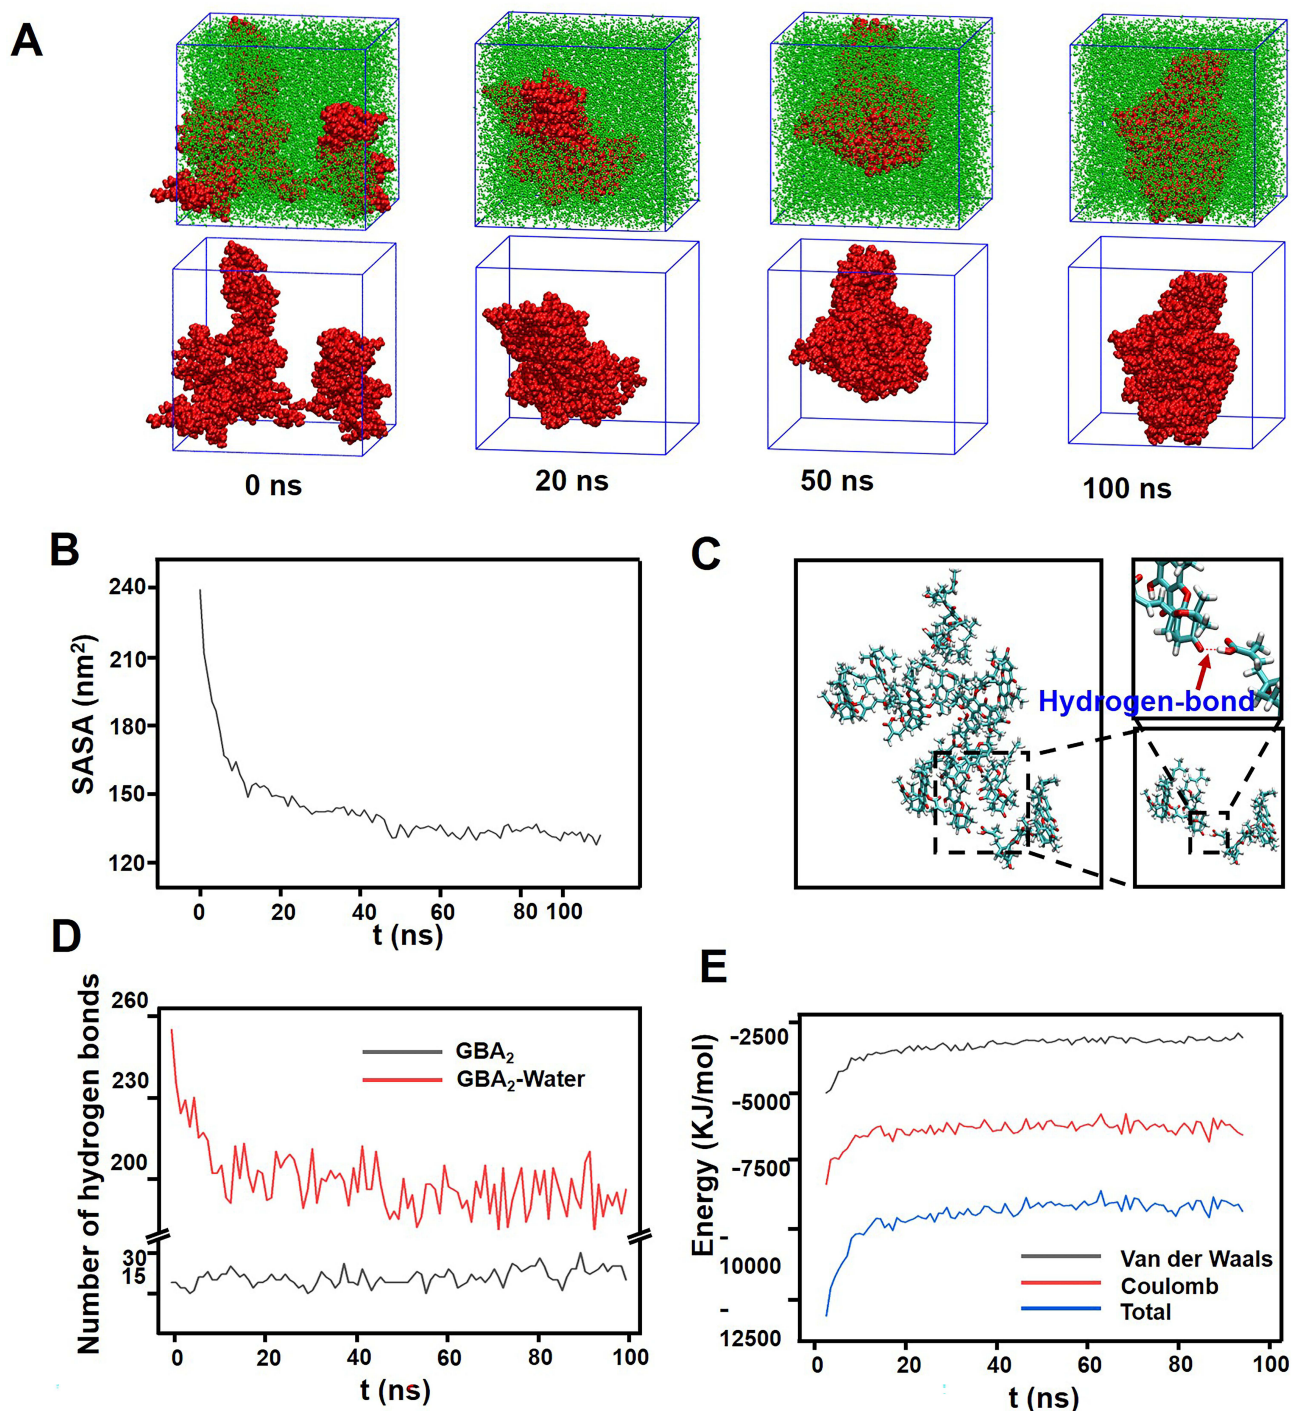 A
0 ns
20 ns
50 ns
100 ns
B
SASA (nm2)
240
210
180
150
120
0
20
40
60
80
100
t (ns)
C
Hydrogen-bond
D
Number of hydrogen bonds
260
230
200
30
15
GBA2
GBA2-Water
0
20
40
60
80
100
t (ns)
E
Energy (KJ/mol)
-2500
-5000
-7500
-
10000
-
12500
Van der Waals
Coulomb
Total
0
20
40
60
80
100
t (ns)